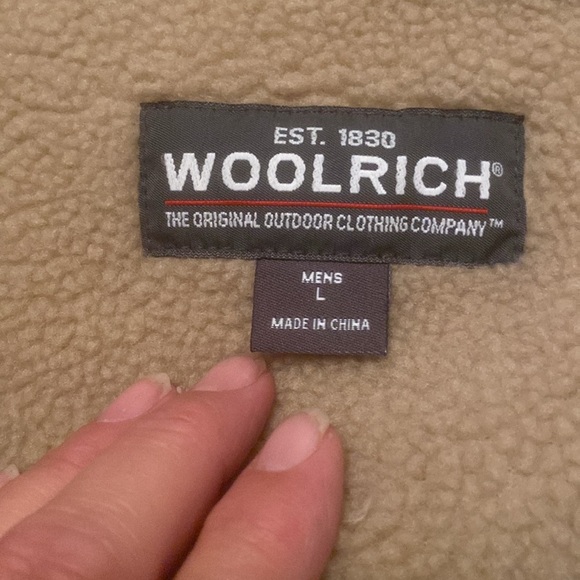 EST. 1830
WOOLRICH®
THE ORIGINAL OUTDOOR CLOTHING COMPANY™
MENS
L
MADE IN CHINA